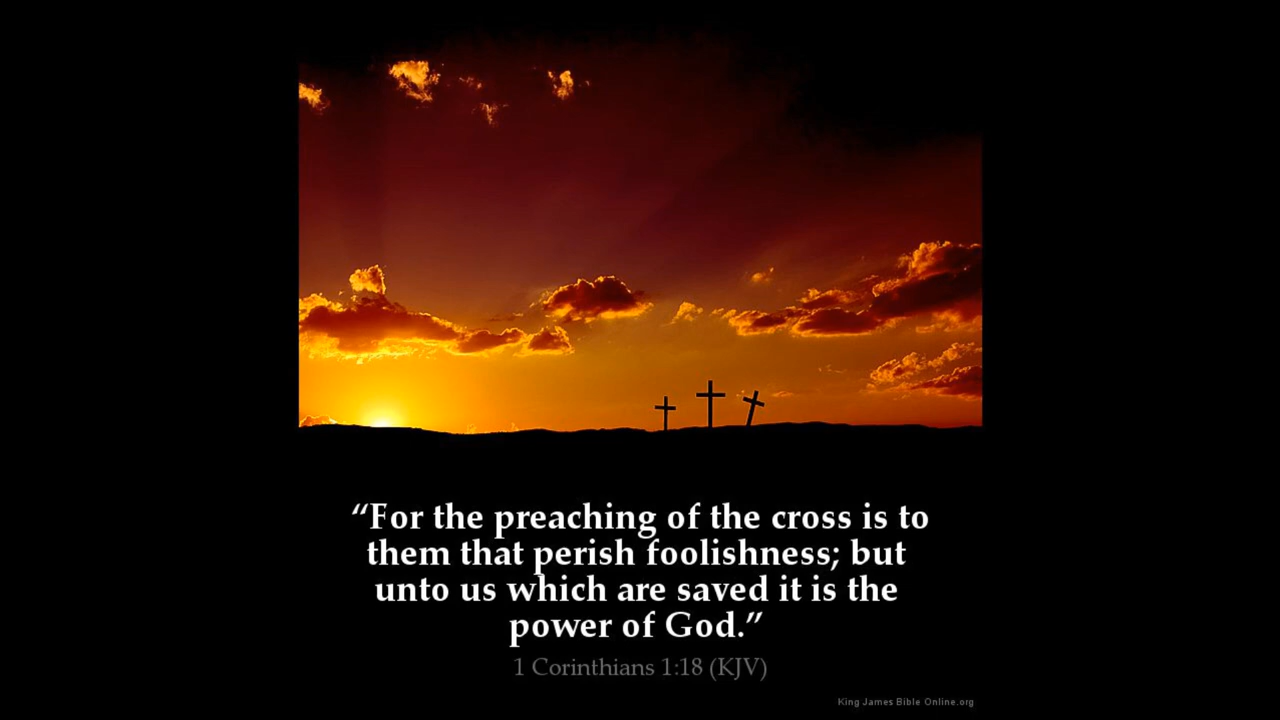 “For the preaching of the cross is to
them that perish foolishness; but
unto us which are saved it is the
power of God.”
1 Corinthians 1:18 (KJV)
King James Bible Online.org